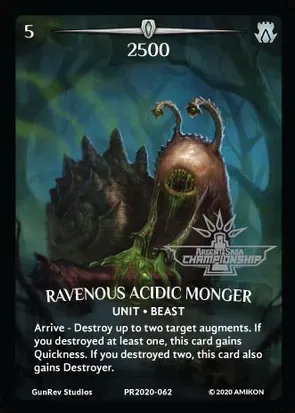 5
2500
ARGENT SAGA
CHAMPIONSHIP
RAVENOUS ACIDIC MONGER
UNIT • BEAST
Arrive - Destroy up to two target augments. If
you destroyed at least one, this card gains
Quickness. If you destroyed two, this card also
gains Destroyer.
GunRev Studios PR2020-062 ©2020 AMIKON